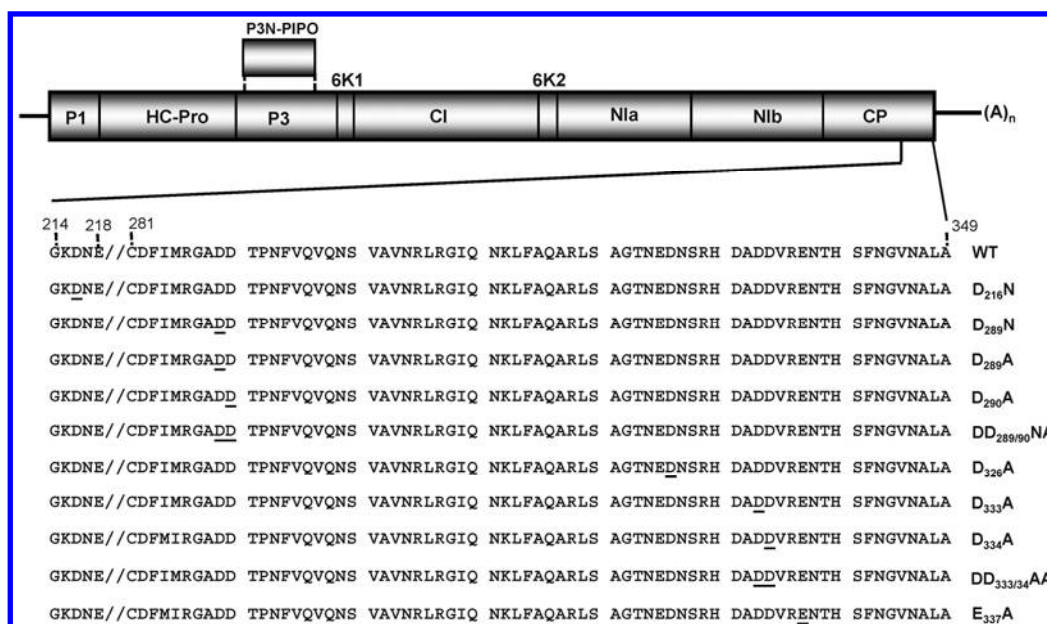 P3N-PIPO
6K1 6K2
P1 HC-Pro P3 CI NIa NIb CP (A)n
214 218 281 349
GKDNE//CDFIMRGADD TPNFVQVQNS VAVNRLRGIQ NKLFAQARLS AGTNEDNSRH DADDVRENTH SFNGVNALA WT
GKDNE//CDFIMRGADD TPNFVQVQNS VAVNRLRGIQ NKLFAQARLS AGTNEDNSRH DADDVRENTH SFNGVNALA D216N
GKDNE//CDFIMRGADD TPNFVQVQNS VAVNRLRGIQ NKLFAQARLS AGTNEDNSRH DADDVRENTH SFNGVNALA D289N
GKDNE//CDFIMRGADD TPNFVQVQNS VAVNRLRGIQ NKLFAQARLS AGTNEDNSRH DADDVRENTH SFNGVNALA D289A
GKDNE//CDFIMRGADD TPNFVQVQNS VAVNRLRGIQ NKLFAQARLS AGTNEDNSRH DADDVRENTH SFNGVNALA D290A
GKDNE//CDFIMRGADD TPNFVQVQNS VAVNRLRGIQ NKLFAQARLS AGTNEDNSRH DADDVRENTH SFNGVNALA DD289/90NA
GKDNE//CDFIMRGADD TPNFVQVQNS VAVNRLRGIQ NKLFAQARLS AGTNEDNSRH DADDVRENTH SFNGVNALA D326A
GKDNE//CDFIMRGADD TPNFVQVQNS VAVNRLRGIQ NKLFAQARLS AGTNEDNSRH DADDVRENTH SFNGVNALA D333A
GKDNE//CDFMIRGADD TPNFVQVQNS VAVNRLRGIQ NKLFAQARLS AGTNEDNSRH DADDVRENTH SFNGVNALA D334A
GKDNE//CDFIMRGADD TPNFVQVQNS VAVNRLRGIQ NKLFAQARLS AGTNEDNSRH DADDVRENTH SFNGVNALA DD333/34AA
GKDNE//CDFMIRGADD TPNFVQVQNS VAVNRLRGIQ NKLFAQARLS AGTNEDNSRH DADDVRENTH SFNGVNALA E337A